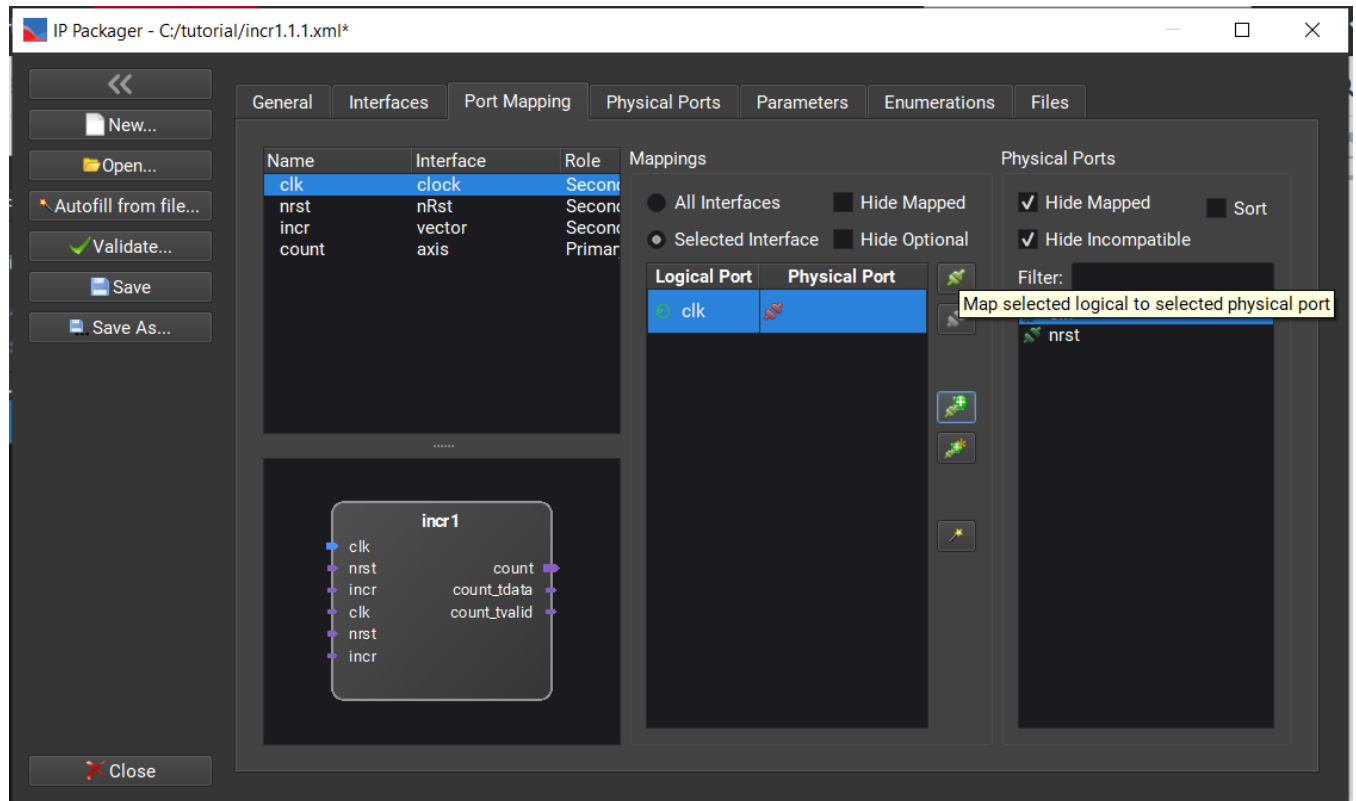 IP Packager - C:/tutorial/incr1.1.1.xml*
New...
Open...
Autofill from file...
Validate...
Save
Save As...
Close
General Interfaces Port Mapping Physical Ports Parameters Enumerations Files
Name Interface Role
clk clock Secon
nrst nRst Secon
incr vector Secon
count axis Primar
incr1
clk
nrst count
incr count_tdata
clk count_tvalid
nrst
incr
Mappings
All Interfaces Hide Mapped
Selected Interface Hide Optional
Logical Port Physical Port
clk
Map selected logical to selected physical port
Physical Ports
Hide Mapped Sort
Hide Incompatible
Filter:
nrst